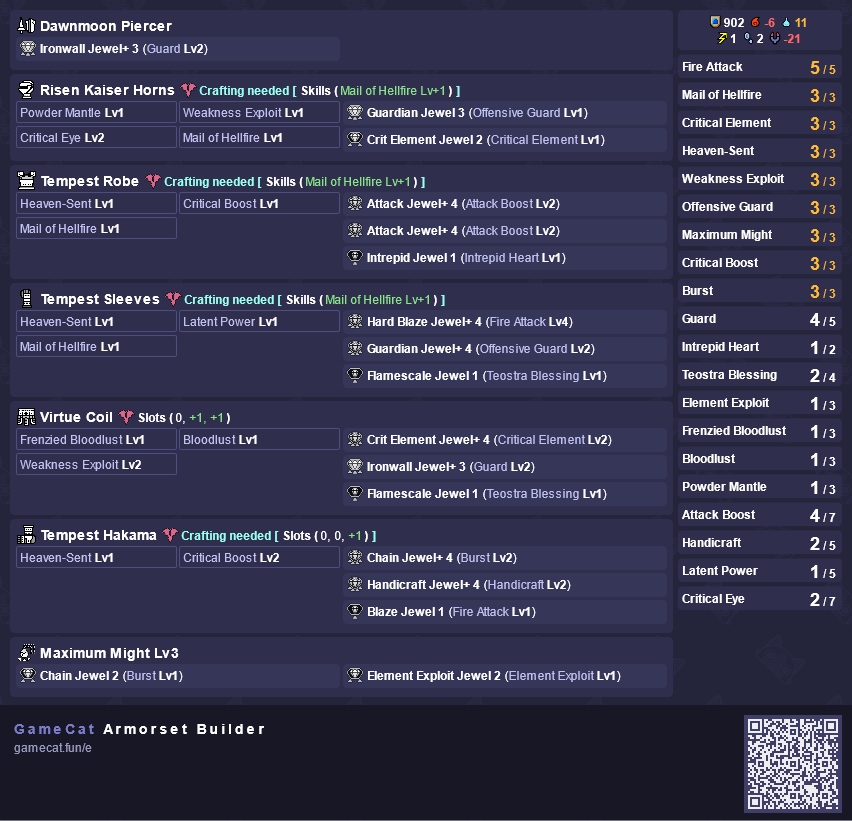 Dawnmoon Piercer
Ironwall Jewel+ 3 (Guard Lv2)
Risen Kaiser Horns Crafting needed [ Skills ( Mail of Hellfire Lv+1 ) ]
Powder Mantle Lv1 Weakness Exploit Lv1 Guardian Jewel 3 (Offensive Guard Lv1)
Critical Eye Lv2 Mail of Hellfire Lv1 Crit Element Jewel 2 (Critical Element Lv1)
Tempest Robe Crafting needed [ Skills ( Mail of Hellfire Lv+1 ) ]
Heaven-Sent Lv1 Critical Boost Lv1 Attack Jewel+ 4 (Attack Boost Lv2)
Mail of Hellfire Lv1 Attack Jewel+ 4 (Attack Boost Lv2)
Intrepid Jewel 1 (Intrepid Heart Lv1)
Tempest Sleeves Crafting needed [ Skills ( Mail of Hellfire Lv+1 ) ]
Heaven-Sent Lv1 Latent Power Lv1 Hard Blaze Jewel+ 4 (Fire Attack Lv4)
Mail of Hellfire Lv1 Guardian Jewel+ 4 (Offensive Guard Lv2)
Flamescale Jewel 1 (Teostra Blessing Lv1)
Virtue Coil Slots ( 0, +1, +1 )
Frenzied Bloodlust Lv1 Bloodlust Lv1 Crit Element Jewel+ 4 (Critical Element Lv2)
Weakness Exploit Lv2 Ironwall Jewel+ 3 (Guard Lv2)
Flamescale Jewel 1 (Teostra Blessing Lv1)
Tempest Hakama Crafting needed [ Slots ( 0, 0, +1 ) ]
Heaven-Sent Lv1 Critical Boost Lv2 Chain Jewel+ 4 (Burst Lv2)
Handicraft Jewel+ 4 (Handicraft Lv2)
Blaze Jewel 1 (Fire Attack Lv1)
Maximum Might Lv3
Chain Jewel 2 (Burst Lv1) Element Exploit Jewel 2 (Element Exploit Lv1)
902 -6 11
1 2 -21
Fire Attack 5 / 5
Mail of Hellfire 3 / 3
Critical Element 3 / 3
Heaven-Sent 3 / 3
Weakness Exploit 3 / 3
Offensive Guard 3 / 3
Maximum Might 3 / 3
Critical Boost 3 / 3
Burst 3 / 3
Guard 4 / 5
Intrepid Heart 1 / 2
Teostra Blessing 2 / 4
Element Exploit 1 / 3
Frenzied Bloodlust 1 / 3
Bloodlust 1 / 3
Powder Mantle 1 / 3
Attack Boost 4 / 7
Handicraft 2 / 5
Latent Power 1 / 5
Critical Eye 2 / 7
GameCat Armorset Builder
gamecat.fun/e